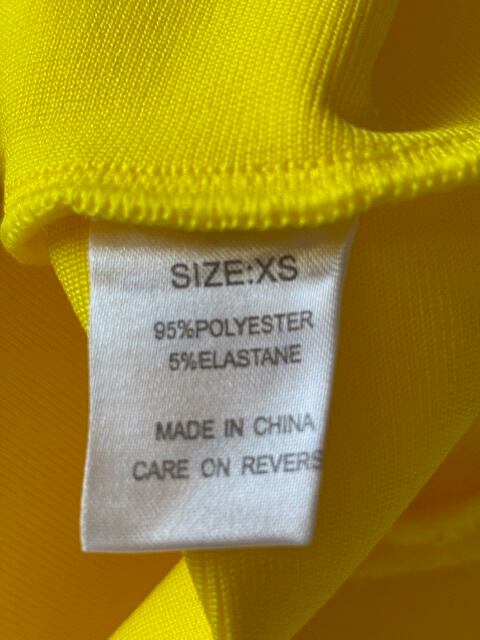 SIZE:XS
95%POLYESTER
5%ELASTANE
MADE IN CHINA
CARE ON REVERS